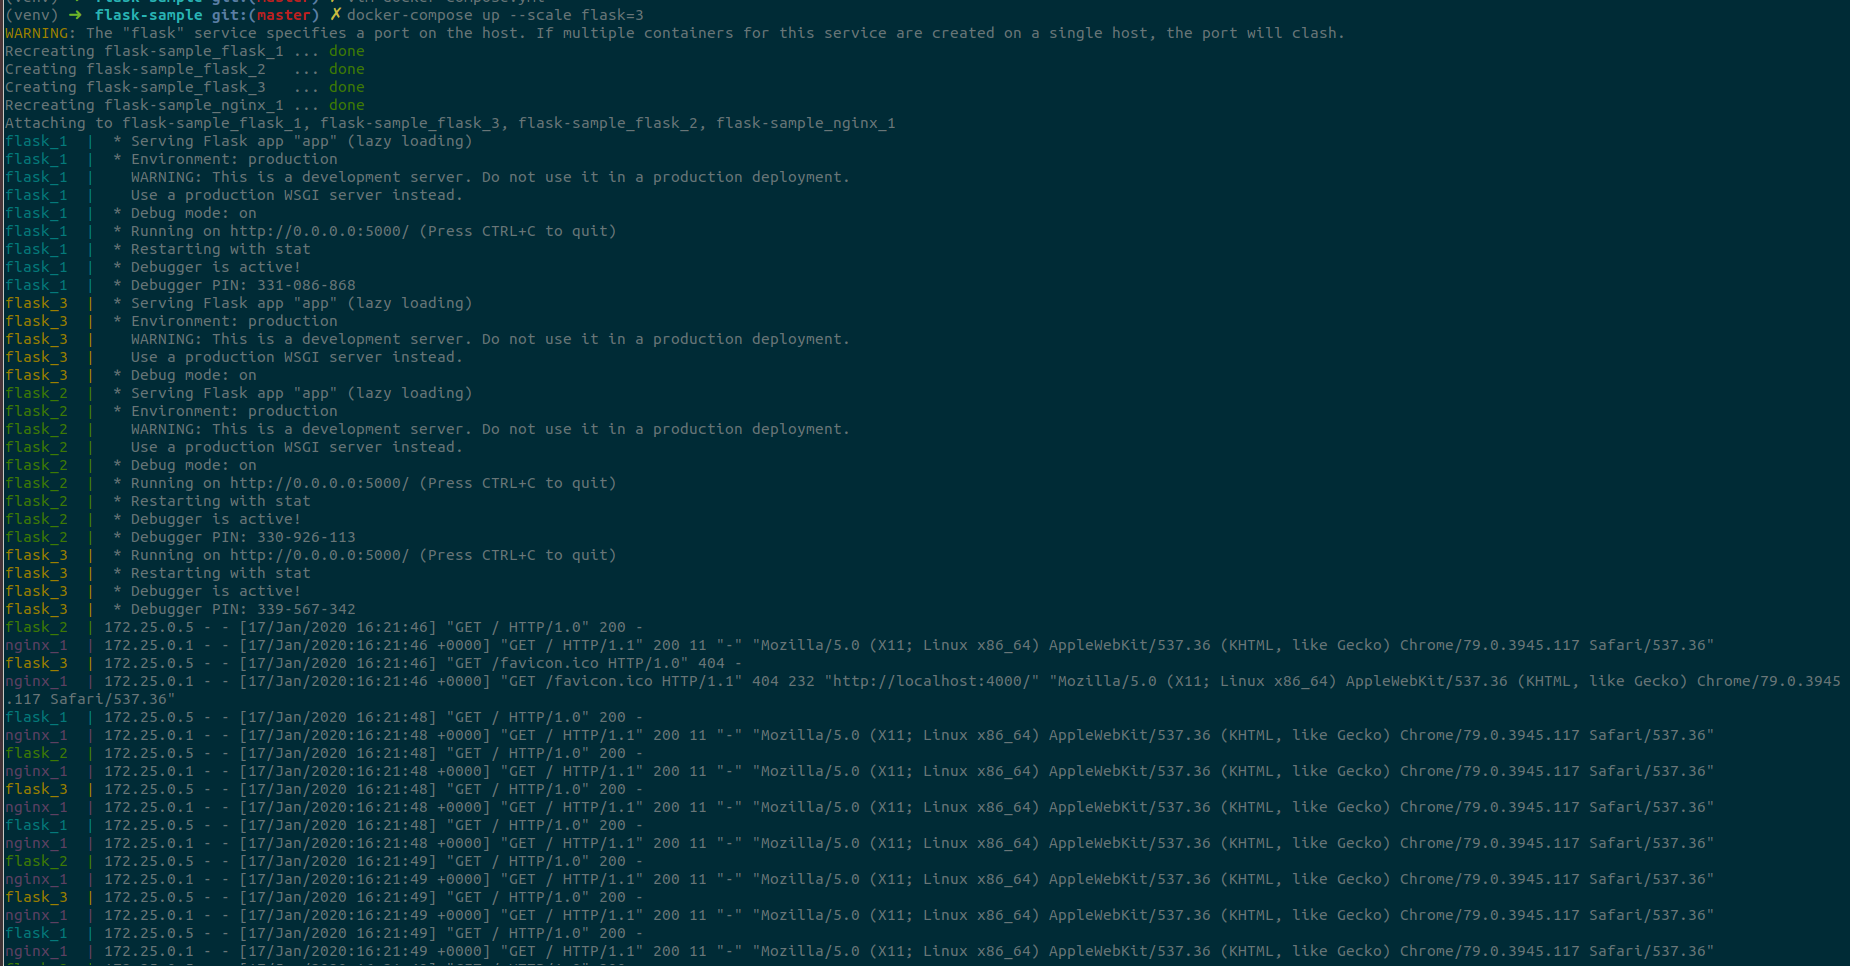 (venv) ➜ flask-sample git:(master) ✗ docker-compose up --scale flask=3
WARNING: The "flask" service specifies a port on the host. If multiple containers for this service are created on a single host, the port will clash.
Recreating flask-sample_flask_1 ... done
Creating flask-sample_flask_2   ... done
Creating flask-sample_flask_3   ... done
Recreating flask-sample_nginx_1 ... done
Attaching to flask-sample_flask_1, flask-sample_flask_3, flask-sample_flask_2, flask-sample_nginx_1
flask_1  |  * Serving Flask app "app" (lazy loading)
flask_1  |  * Environment: production
flask_1  |    WARNING: This is a development server. Do not use it in a production deployment.
flask_1  |    Use a production WSGI server instead.
flask_1  |  * Debug mode: on
flask_1  |  * Running on http://0.0.0.0:5000/ (Press CTRL+C to quit)
flask_1  |  * Restarting with stat
flask_1  |  * Debugger is active!
flask_1  |  * Debugger PIN: 331-086-868
flask_3  |  * Serving Flask app "app" (lazy loading)
flask_3  |  * Environment: production
flask_3  |    WARNING: This is a development server. Do not use it in a production deployment.
flask_3  |    Use a production WSGI server instead.
flask_3  |  * Debug mode: on
flask_2  |  * Serving Flask app "app" (lazy loading)
flask_2  |  * Environment: production
flask_2  |    WARNING: This is a development server. Do not use it in a production deployment.
flask_2  |    Use a production WSGI server instead.
flask_2  |  * Debug mode: on
flask_2  |  * Running on http://0.0.0.0:5000/ (Press CTRL+C to quit)
flask_2  |  * Restarting with stat
flask_2  |  * Debugger is active!
flask_2  |  * Debugger PIN: 330-926-113
flask_3  |  * Running on http://0.0.0.0:5000/ (Press CTRL+C to quit)
flask_3  |  * Restarting with stat
flask_3  |  * Debugger is active!
flask_3  |  * Debugger PIN: 339-567-342
flask_2  | 172.25.0.5 - - [17/Jan/2020 16:21:46] "GET / HTTP/1.0" 200 -
nginx_1  | 172.25.0.1 - - [17/Jan/2020:16:21:46 +0000] "GET / HTTP/1.1" 200 11 "-" "Mozilla/5.0 (X11; Linux x86_64) AppleWebKit/537.36 (KHTML, like Gecko) Chrome/79.0.3945.117 Safari/537.36"
flask_3  | 172.25.0.5 - - [17/Jan/2020 16:21:46] "GET /favicon.ico HTTP/1.0" 404 -
nginx_1  | 172.25.0.1 - - [17/Jan/2020:16:21:46 +0000] "GET /favicon.ico HTTP/1.1" 404 232 "http://localhost:4000/" "Mozilla/5.0 (X11; Linux x86_64) AppleWebKit/537.36 (KHTML, like Gecko) Chrome/79.0.3945
.117 Safari/537.36"
flask_1  | 172.25.0.5 - - [17/Jan/2020 16:21:48] "GET / HTTP/1.0" 200 -
nginx_1  | 172.25.0.1 - - [17/Jan/2020:16:21:48 +0000] "GET / HTTP/1.1" 200 11 "-" "Mozilla/5.0 (X11; Linux x86_64) AppleWebKit/537.36 (KHTML, like Gecko) Chrome/79.0.3945.117 Safari/537.36"
flask_2  | 172.25.0.5 - - [17/Jan/2020 16:21:48] "GET / HTTP/1.0" 200 -
nginx_1  | 172.25.0.1 - - [17/Jan/2020:16:21:48 +0000] "GET / HTTP/1.1" 200 11 "-" "Mozilla/5.0 (X11; Linux x86_64) AppleWebKit/537.36 (KHTML, like Gecko) Chrome/79.0.3945.117 Safari/537.36"
flask_3  | 172.25.0.5 - - [17/Jan/2020 16:21:48] "GET / HTTP/1.0" 200 -
nginx_1  | 172.25.0.1 - - [17/Jan/2020:16:21:48 +0000] "GET / HTTP/1.1" 200 11 "-" "Mozilla/5.0 (X11; Linux x86_64) AppleWebKit/537.36 (KHTML, like Gecko) Chrome/79.0.3945.117 Safari/537.36"
flask_1  | 172.25.0.5 - - [17/Jan/2020 16:21:48] "GET / HTTP/1.0" 200 -
nginx_1  | 172.25.0.1 - - [17/Jan/2020:16:21:48 +0000] "GET / HTTP/1.1" 200 11 "-" "Mozilla/5.0 (X11; Linux x86_64) AppleWebKit/537.36 (KHTML, like Gecko) Chrome/79.0.3945.117 Safari/537.36"
flask_2  | 172.25.0.5 - - [17/Jan/2020 16:21:49] "GET / HTTP/1.0" 200 -
nginx_1  | 172.25.0.1 - - [17/Jan/2020:16:21:49 +0000] "GET / HTTP/1.1" 200 11 "-" "Mozilla/5.0 (X11; Linux x86_64) AppleWebKit/537.36 (KHTML, like Gecko) Chrome/79.0.3945.117 Safari/537.36"
flask_3  | 172.25.0.5 - - [17/Jan/2020 16:21:49] "GET / HTTP/1.0" 200 -
nginx_1  | 172.25.0.1 - - [17/Jan/2020:16:21:49 +0000] "GET / HTTP/1.1" 200 11 "-" "Mozilla/5.0 (X11; Linux x86_64) AppleWebKit/537.36 (KHTML, like Gecko) Chrome/79.0.3945.117 Safari/537.36"
flask_1  | 172.25.0.5 - - [17/Jan/2020 16:21:49] "GET / HTTP/1.0" 200 -
nginx_1  | 172.25.0.1 - - [17/Jan/2020:16:21:49 +0000] "GET / HTTP/1.1" 200 11 "-" "Mozilla/5.0 (X11; Linux x86_64) AppleWebKit/537.36 (KHTML, like Gecko) Chrome/79.0.3945.117 Safari/537.36"